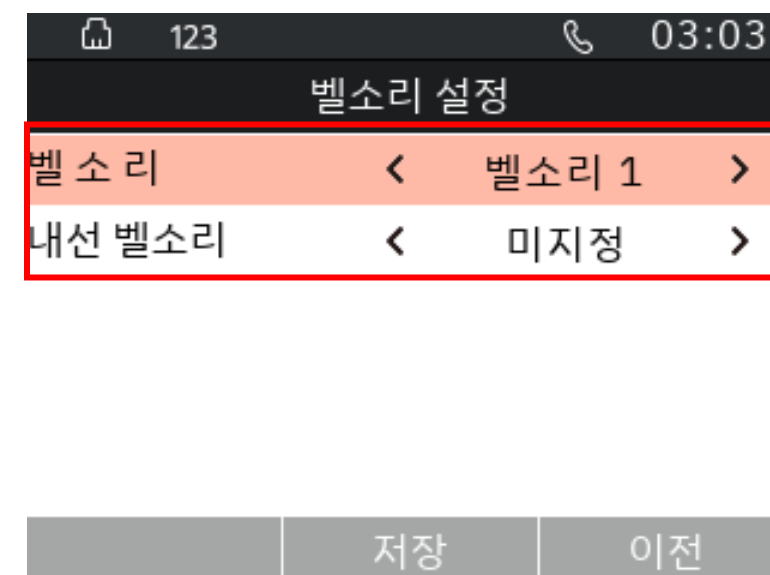 123 03:03
벨소리 설정
벨 소 리 < 벨소리 1 >
내선 벨소리 < 미지정 >
저장 이전